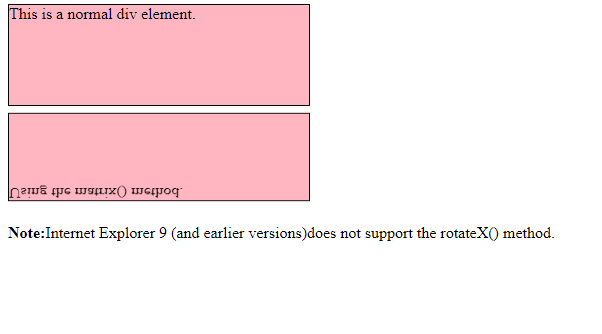 This is a normal div element.
Using the matrix() method.
Note:Internet Explorer 9 (and earlier versions)does not support the rotateX() method.